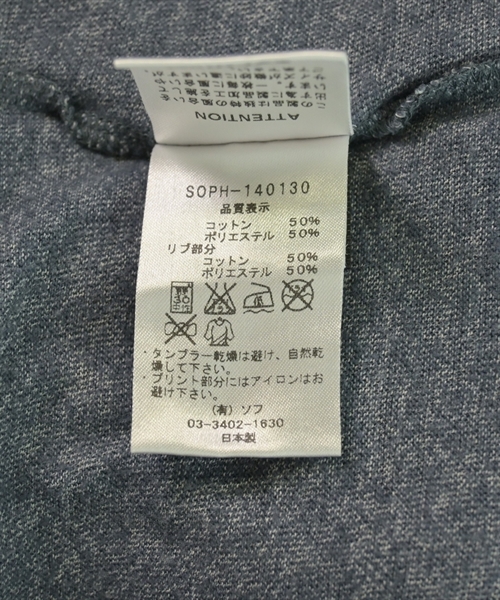 ATTENTION
SOPH-140130
品質表示
コットン 50%
ポリエステル 50%
リブ部分
コットン 50%
ポリエステル 50%
・タンブラー乾燥は避け、自然乾
燥して下さい。
・プリント部分にはアイロンはお
避け下さい。
(有)ソフ
03-3402-1630
日本製